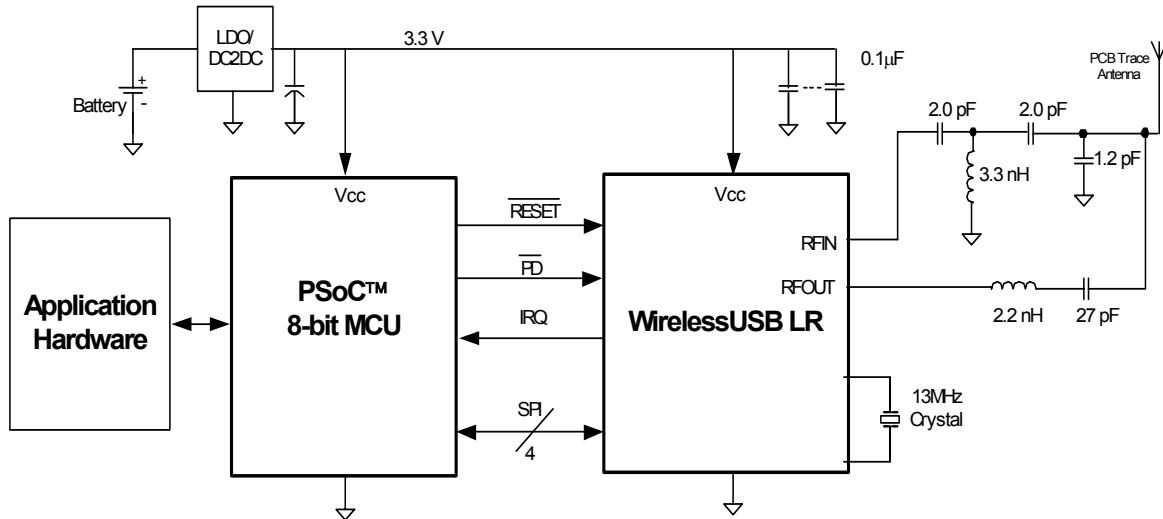 LDO/
DC2DC
3.3 V
0.1µF
PCB Trace
Antenna
+
-
Battery
2.0 pF
2.0 pF
1.2 pF
3.3 nH
Vcc
Vcc
RESET
RFIN
PD
RFOUT
Application
Hardware
PSoC™
8-bit MCU
IRQ
WirelessUSB LR
2.2 nH
27 pF
SPI
4
13MHz
Crystal